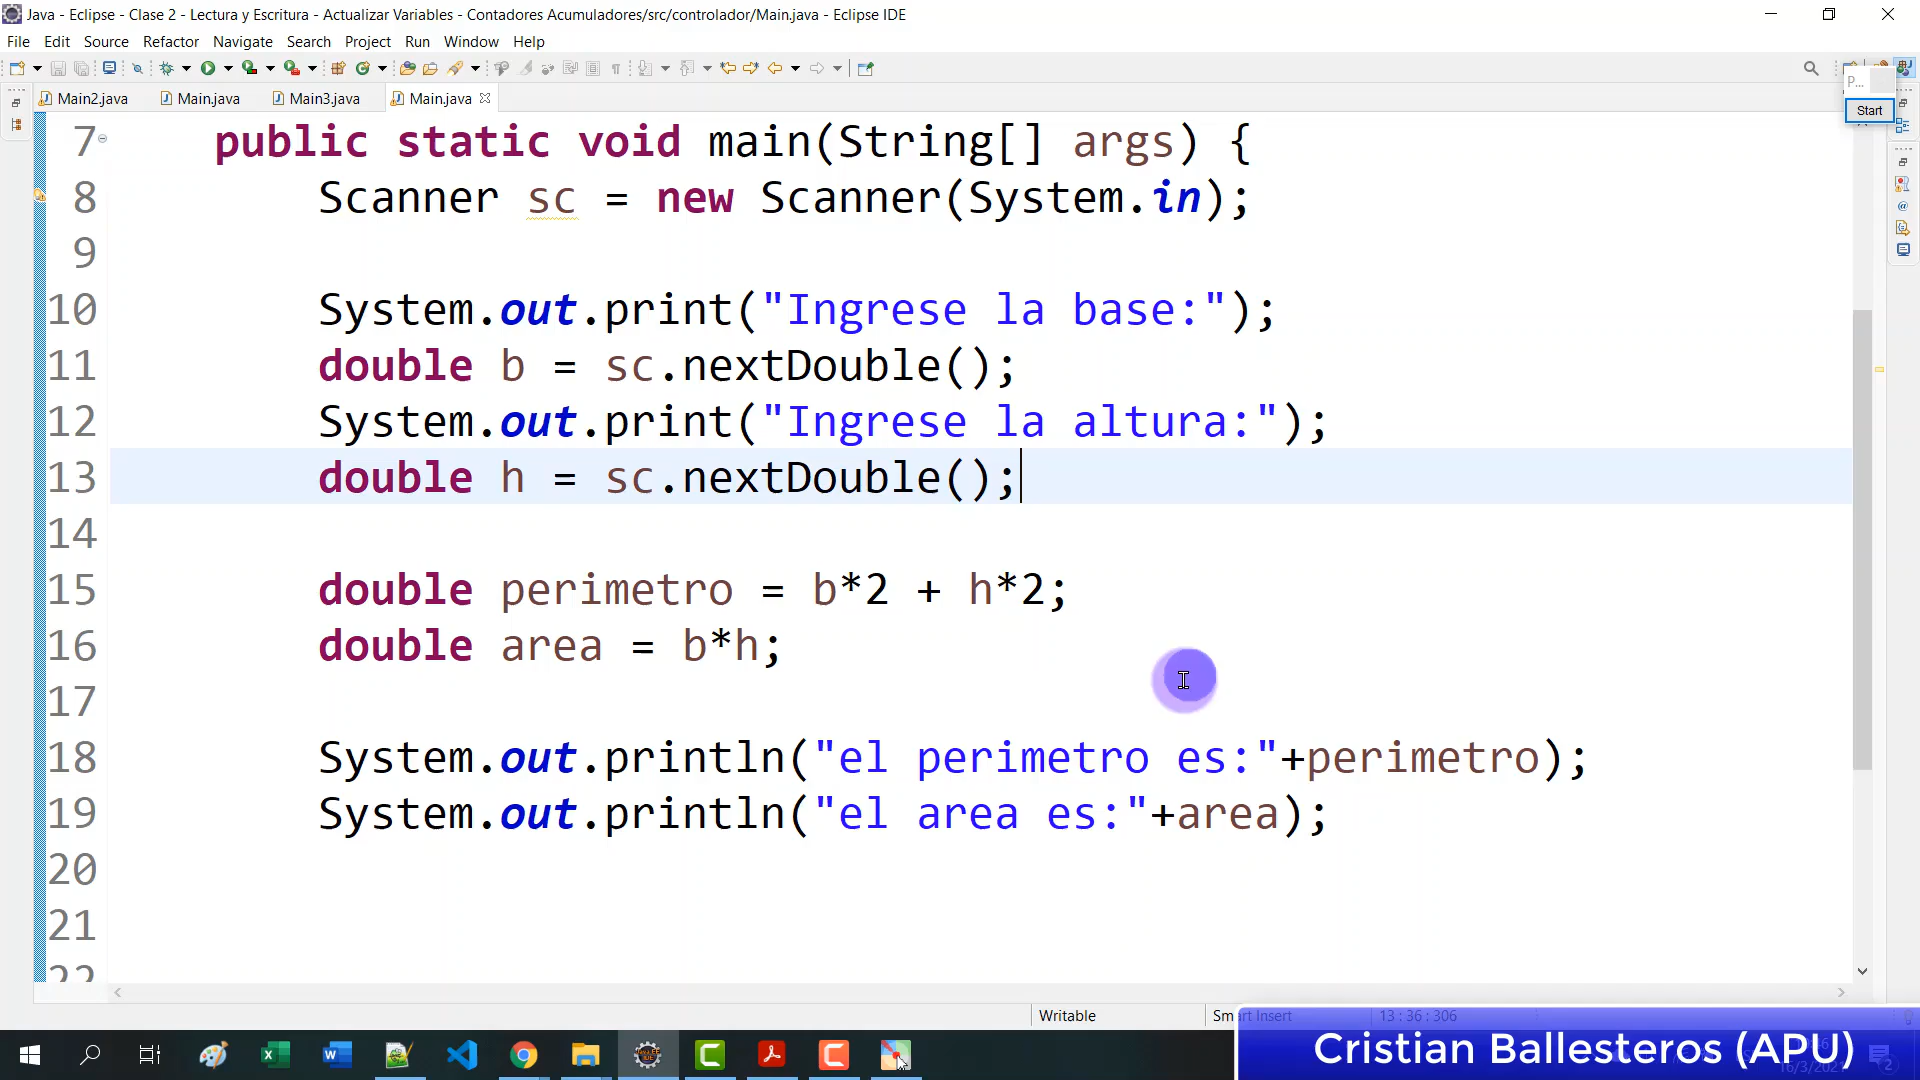 Java - Eclipse - Clase 2 - Lectura y Escritura - Actualizar Variables - Contadores Acumuladores/src/controlador/Main.java - Eclipse IDE
File Edit Source Refactor Navigate Search Project Run Window Help
P...
Start
Main2.java Main.java Main3.java Main.java
7 public static void main(String[] args) {
8 Scanner sc = new Scanner(System.in);
9
10 System.out.print("Ingrese la base:");
11 double b = sc.nextDouble();
12 System.out.print("Ingrese la altura:");
13 double h = sc.nextDouble();
14
15 double perimetro = b*2 + h*2;
16 double area = b*h;
17
18 System.out.println("el perimetro es:"+perimetro);
19 System.out.println("el area es:"+area);
20
21
22
Writable Smart Insert 13 : 36 : 306
Cristian Ballesteros (APU)